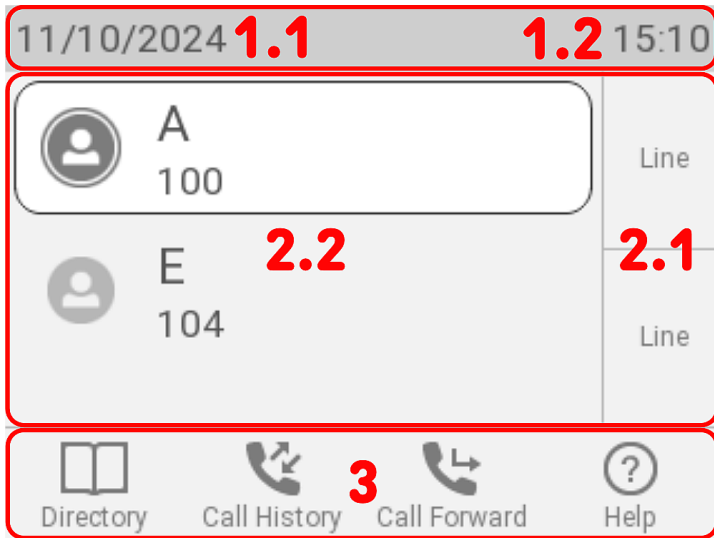 11/10/2024 1.1 1.2 15:10
A
100
Line
2.2 2.1
E
104
Line
3
Directory Call History Call Forward Help